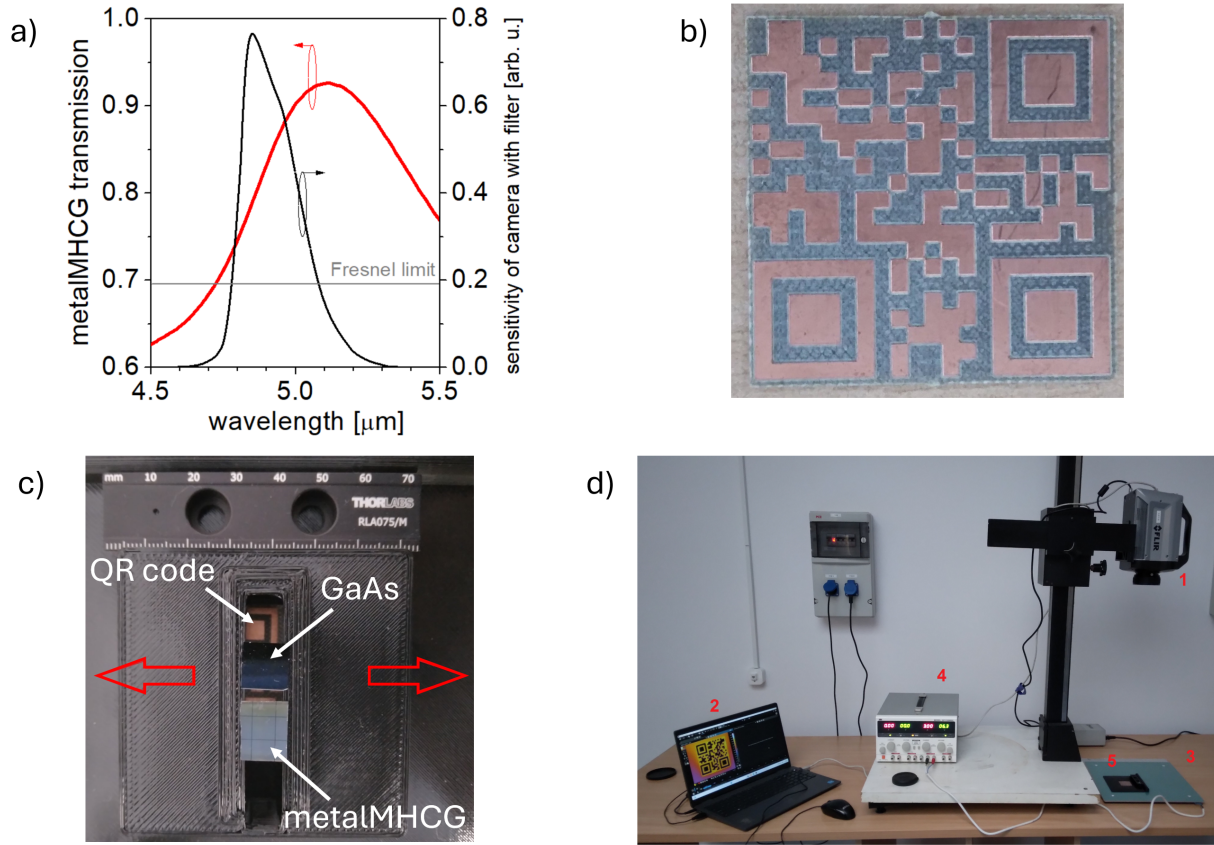 a)
metalMHCG transmission
1.0
0.9
0.8
0.7
0.6
Fresnel limit
0.8
0.6
0.4
0.2
0.0
sensitivity of camera with filter [arb. u.]
4.5 5.0 5.5
wavelength [μm]
b)
c)
mm 10 20 30 40 50 60 70
THORLABS
RLA075/M
QR code
GaAs
metalMHCG
d)
FLIR
1
4
2
5
3